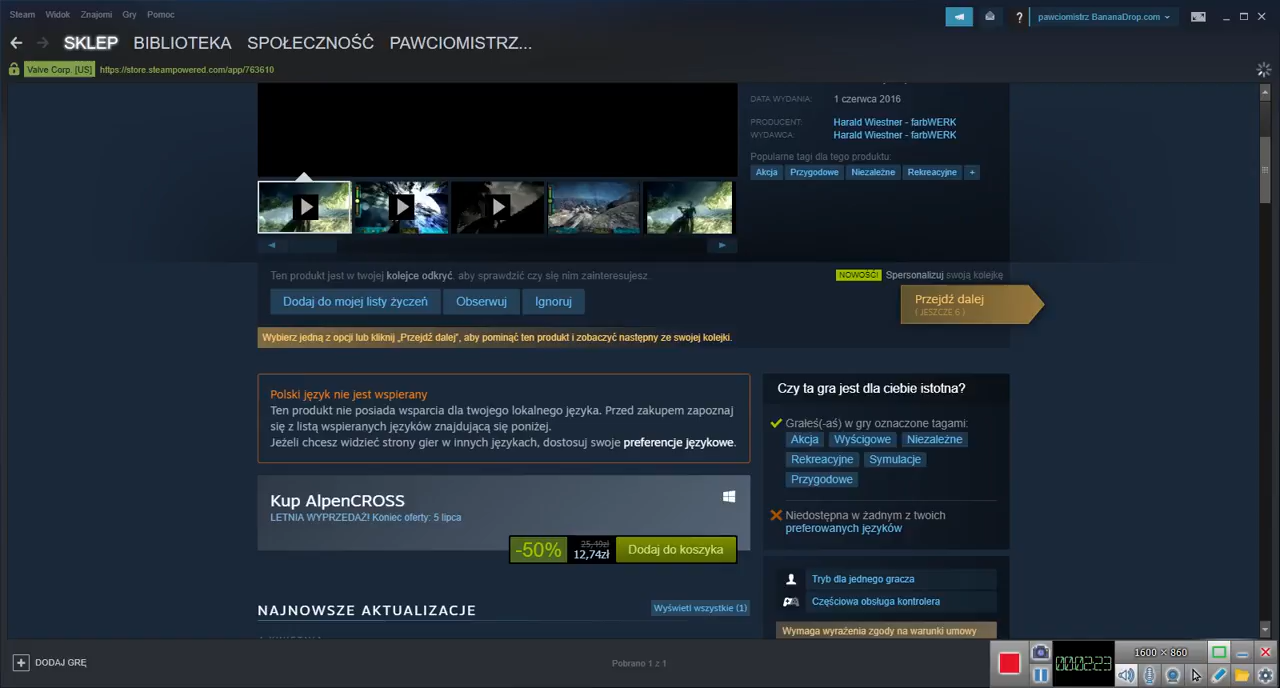 Steam Widok Znajomi Gry Pomoc
? pawciomistrz BananaDrop.com
SKLEP BIBLIOTEKA SPOŁECZNOŚĆ PAWCIOMISTRZ...
Valve Corp. [US] https://store.steampowered.com/app/763610
DATA WYDANIA: 1 czerwca 2016
PRODUCENT: Harald Wiestner - farbWERK
WYDAWCA: Harald Wiestner - farbWERK
Popularne tagi dla tego produktu:
Akcja Przygodowe Niezależne Rekreacyjne +
Ten produkt jest w twojej kolejce odkryć, aby sprawdzić czy się nim zainteresujesz.
NOWOŚĆ! Spersonalizuj swoją kolejkę
Dodaj do mojej listy życzeń Obserwuj Ignoruj
Przejdź dalej
( JESZCZE 6 )
Wybierz jedną z opcji lub kliknij „Przejdź dalej”, aby pominąć ten produkt i zobaczyć następny ze swojej kolejki.
Polski język nie jest wspierany
Ten produkt nie posiada wsparcia dla twojego lokalnego języka. Przed zakupem zapoznaj
się z listą wspieranych języków znajdującą się poniżej.
Jeżeli chcesz widzieć strony gier w innych językach, dostosuj swoje preferencje językowe.
Czy ta gra jest dla ciebie istotna?
Grałeś(-aś) w gry oznaczone tagami:
Akcja Wyścigowe Niezależne
Rekreacyjne Symulacje
Przygodowe
Niedostępna w żadnym z twoich
preferowanych języków
Kup AlpenCROSS
LETNIA WYPRZEDAŻ! Koniec oferty: 5 lipca
-50% 25,49zł
12,74zł
Dodaj do koszyka
Tryb dla jednego gracza
Częściowa obsługa kontrolera
Wymaga wyrażenia zgody na warunki umowy
NAJNOWSZE AKTUALIZACJE Wyświetl wszystkie (1)
DODAJ GRĘ
Pobrano 1 z 1
000:02:23
1600 × 860